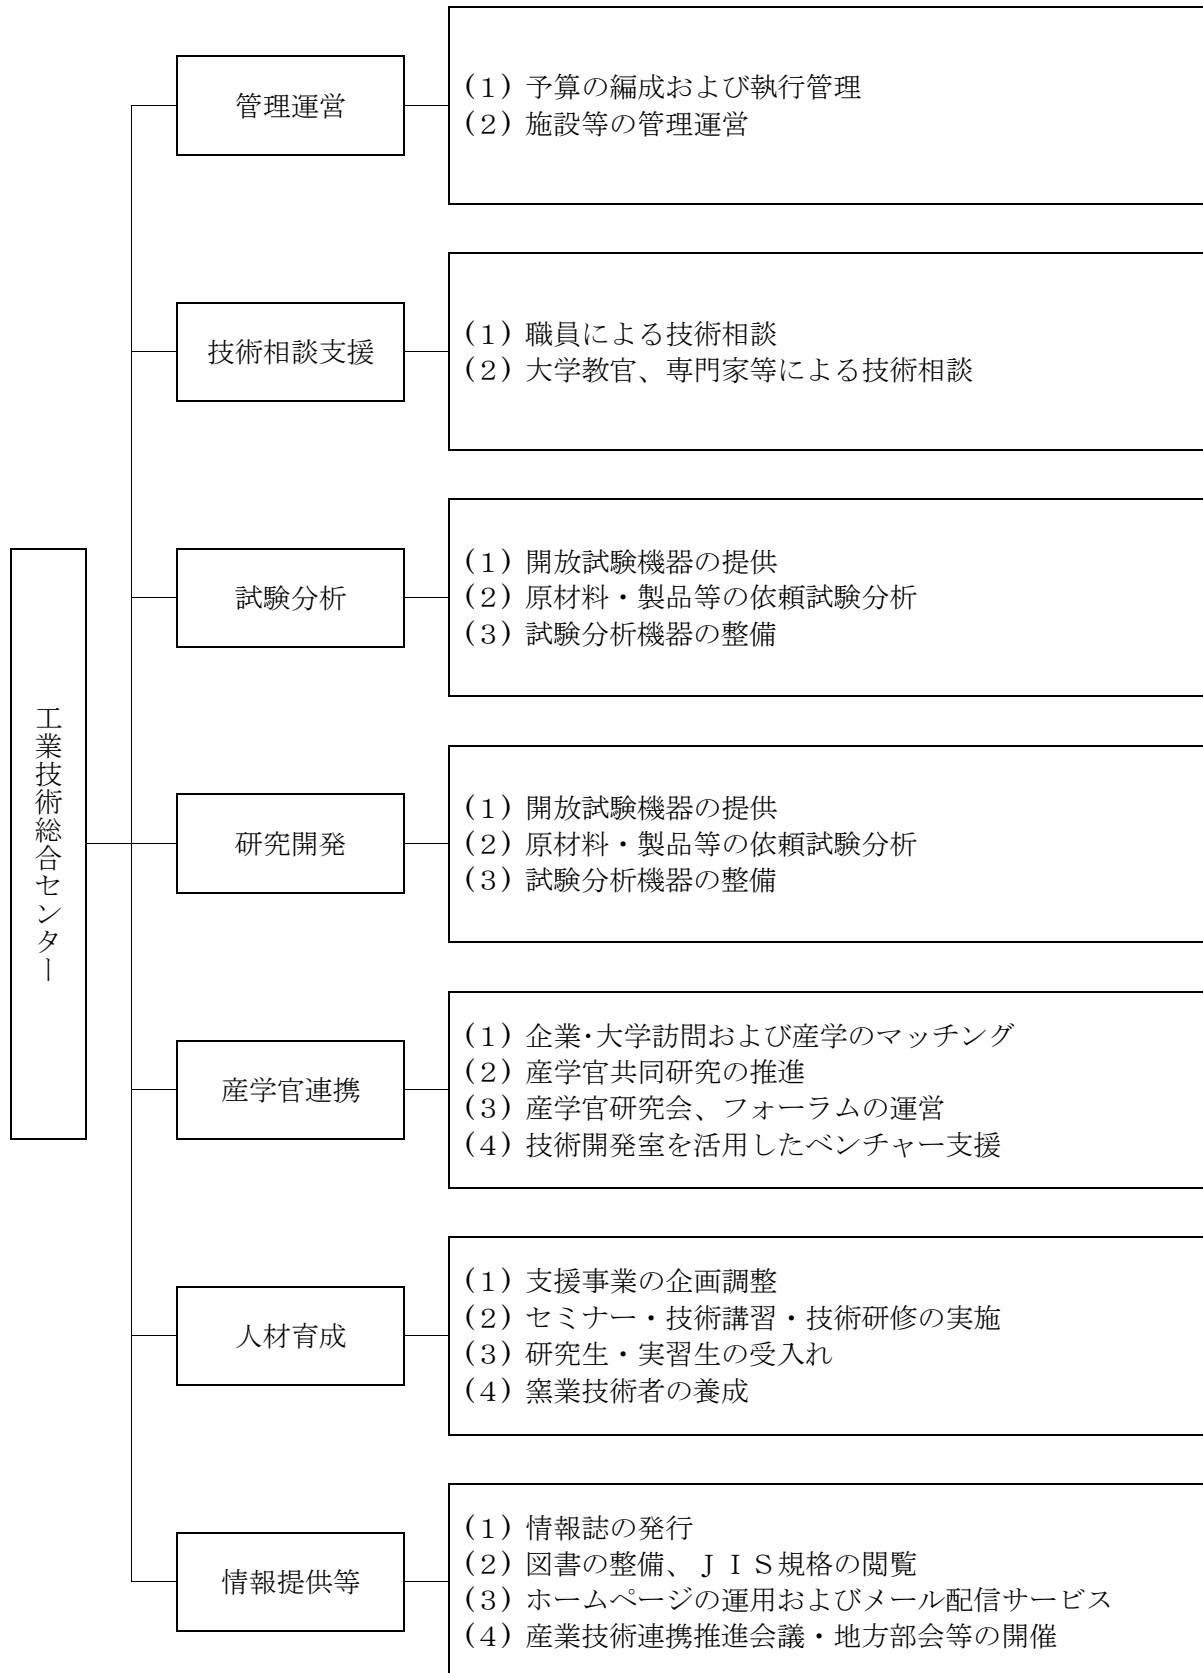 工業技術総合センター
管理運営
(1) 予算の編成および執行管理
(2) 施設等の管理運営
技術相談支援
(1) 職員による技術相談
(2) 大学教官、専門家等による技術相談
試験分析
(1) 開放試験機器の提供
(2) 原材料・製品等の依頼試験分析
(3) 試験分析機器の整備
研究開発
(1) 開放試験機器の提供
(2) 原材料・製品等の依頼試験分析
(3) 試験分析機器の整備
産学官連携
(1) 企業･大学訪問および産学のマッチング
(2) 産学官共同研究の推進
(3) 産学官研究会、フォーラムの運営
(4) 技術開発室を活用したベンチャー支援
人材育成
(1) 支援事業の企画調整
(2) セミナー・技術講習・技術研修の実施
(3) 研究生・実習生の受入れ
(4) 窯業技術者の養成
情報提供等
(1) 情報誌の発行
(2) 図書の整備、ＪＩＳ規格の閲覧
(3) ホームページの運用およびメール配信サービス
(4) 産業技術連携推進会議・地方部会等の開催